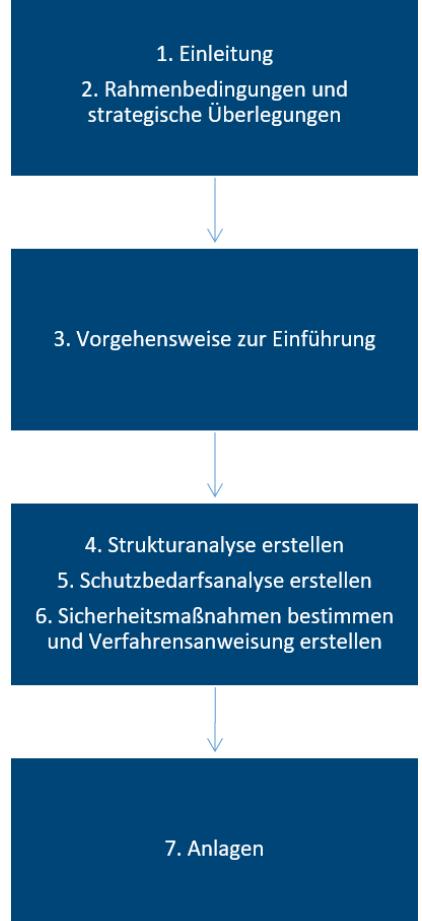 1. Einleitung
2. Rahmenbedingungen und
strategische Überlegungen
3. Vorgehensweise zur Einführung
4. Strukturanalyse erstellen
5. Schutzbedarfsanalyse erstellen
6. Sicherheitsmaßnahmen bestimmen
und Verfahrensanweisung erstellen
7. Anlagen